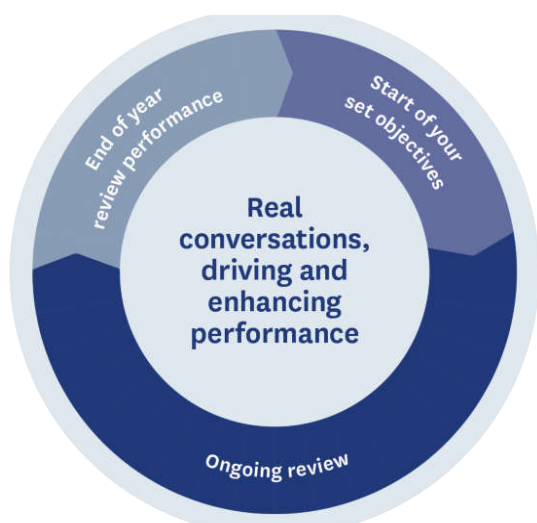 Real
conversations,
driving and
enhancing
performance
Start of your
set objectives
Ongoing review
End of year
review performance